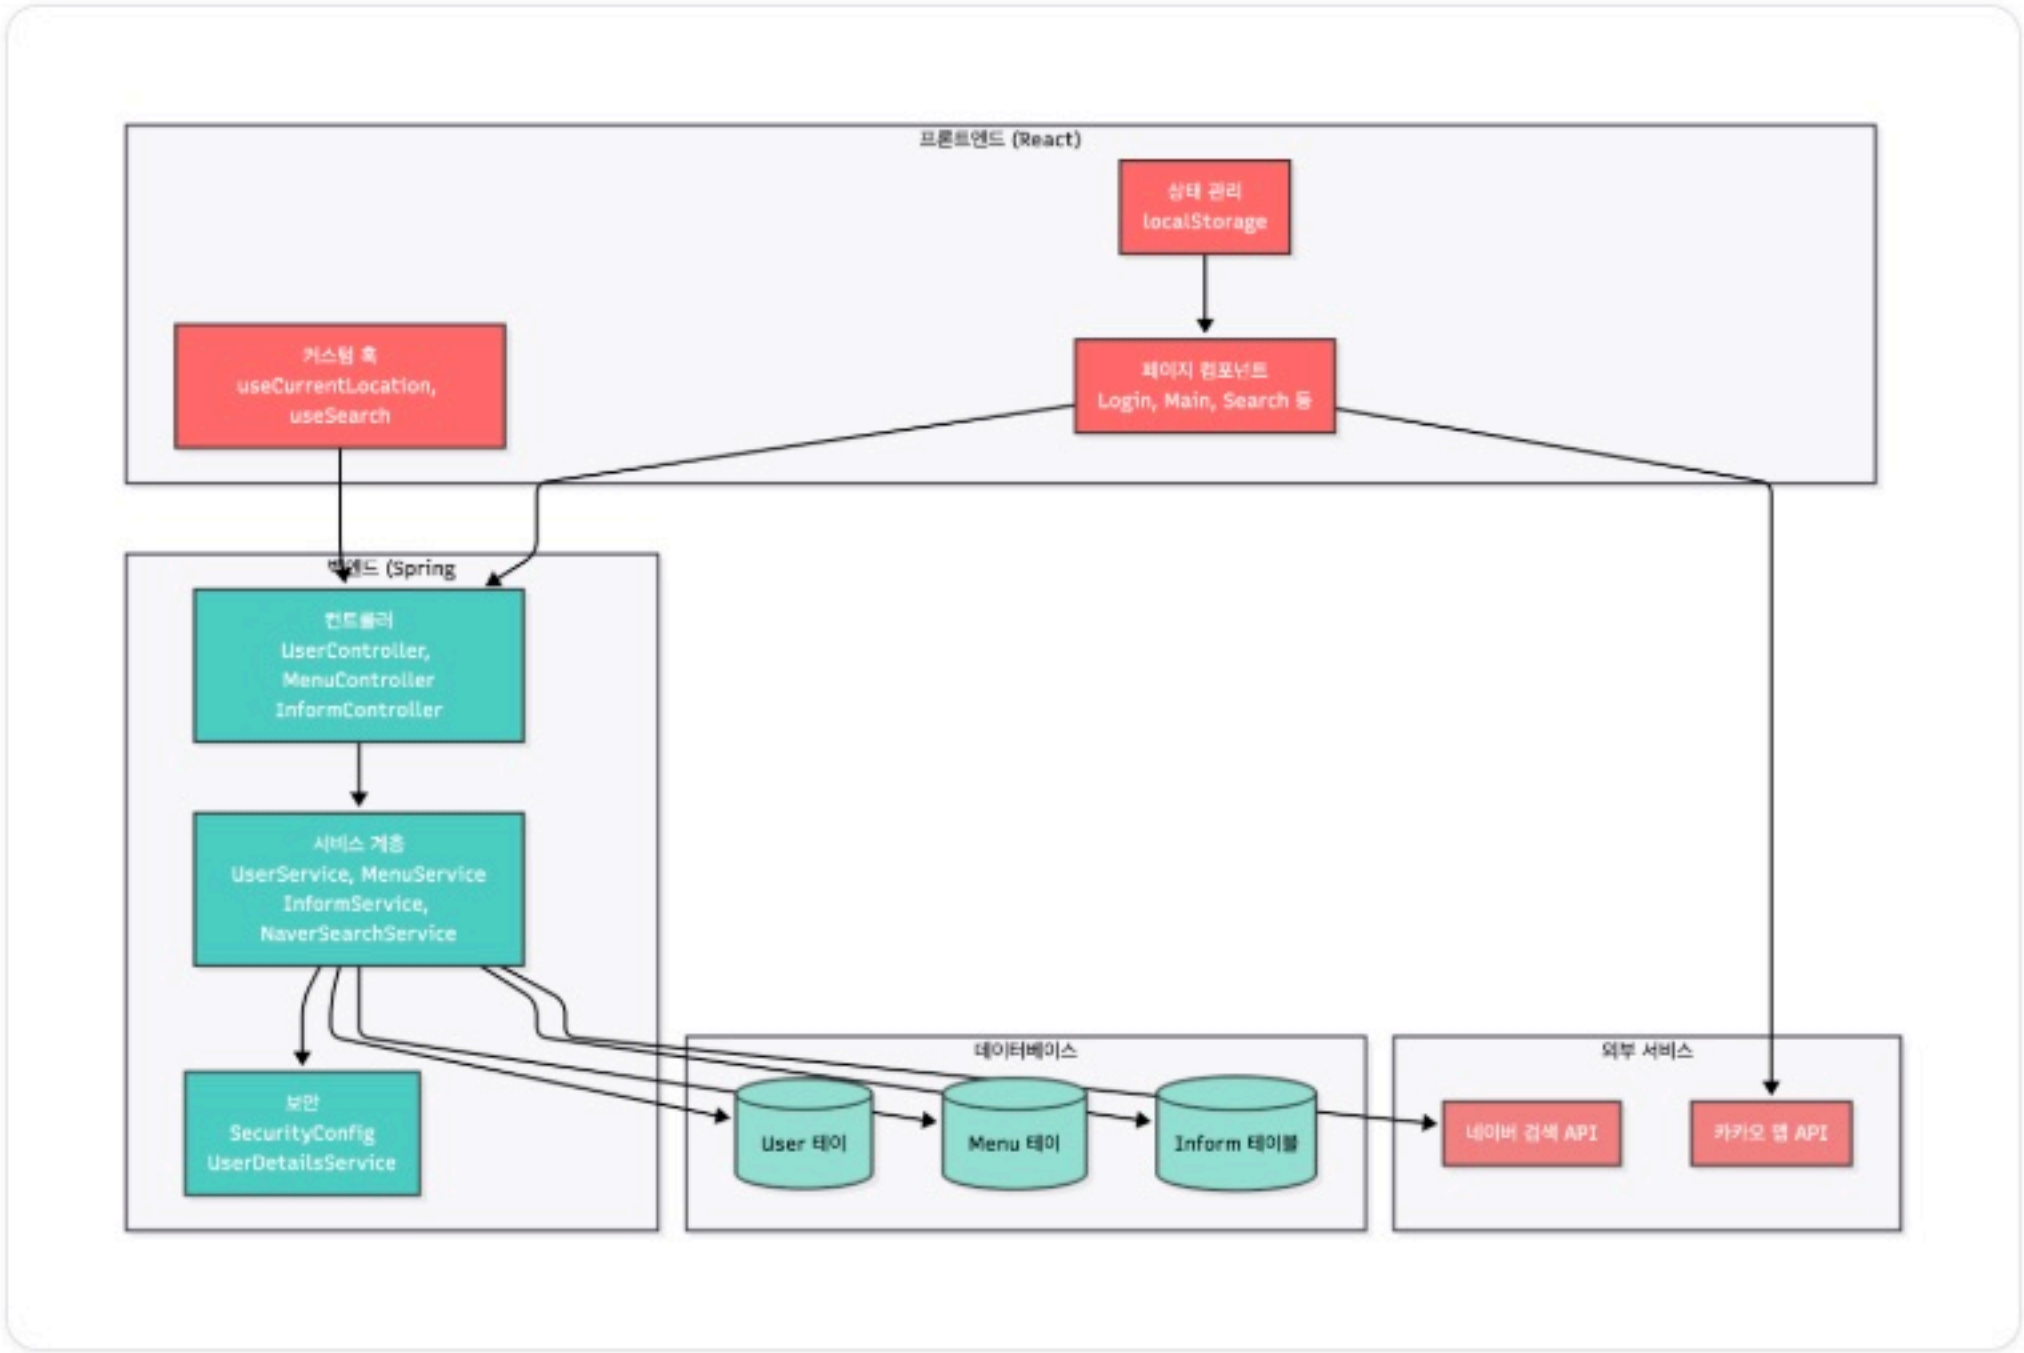 프론트엔드 (React)
상태 관리
localStorage
커스텀 훅
useCurrentLocation,
useSearch
페이지 컴포넌트
Login, Main, Search 등
백엔드 (Spring
컨트롤러
UserController,
MenuController
InformController
서비스 계층
UserService, MenuService
InformService,
NaverSearchService
보안
SecurityConfig
UserDetailsService
데이터베이스
User 테이
Menu 테이
Inform 테이블
외부 서비스
네이버 검색 API
카카오 맵 API